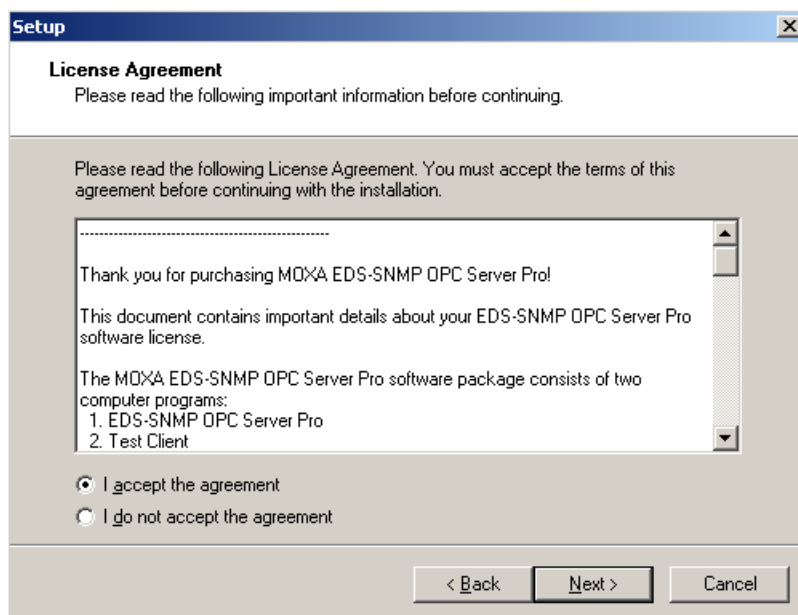 Setup
License Agreement
Please read the following important information before continuing.
Please read the following License Agreement. You must accept the terms of this
agreement before continuing with the installation.
--------------------------------------------------
Thank you for purchasing MOXA EDS-SNMP OPC Server Pro!
This document contains important details about your EDS-SNMP OPC Server Pro
software license.
The MOXA EDS-SNMP OPC Server Pro software package consists of two
computer programs:
1. EDS-SNMP OPC Server Pro
2. Test Client
I accept the agreement
I do not accept the agreement
< Back
Next >
Cancel